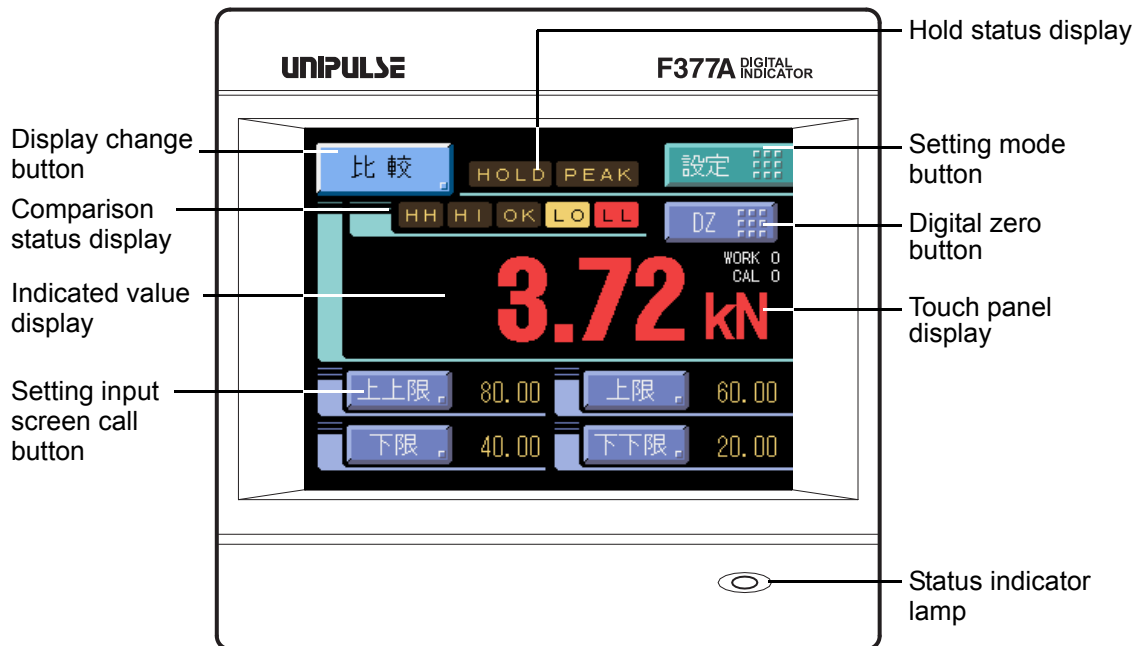 Hold status display
UNIPULSE
F377A DIGITAL INDICATOR
Display change
button
比較
HOLD PEAK
設定
Setting mode
button
Comparison
status display
HH HI OK LO LL
DZ
Digital zero
button
WORK 0
CAL 0
Indicated value
display
3.72 kN
Touch panel
display
Setting input
screen call
button
上上限 80.00 上限 60.00
下限 40.00 下下限 20.00
Status indicator
lamp